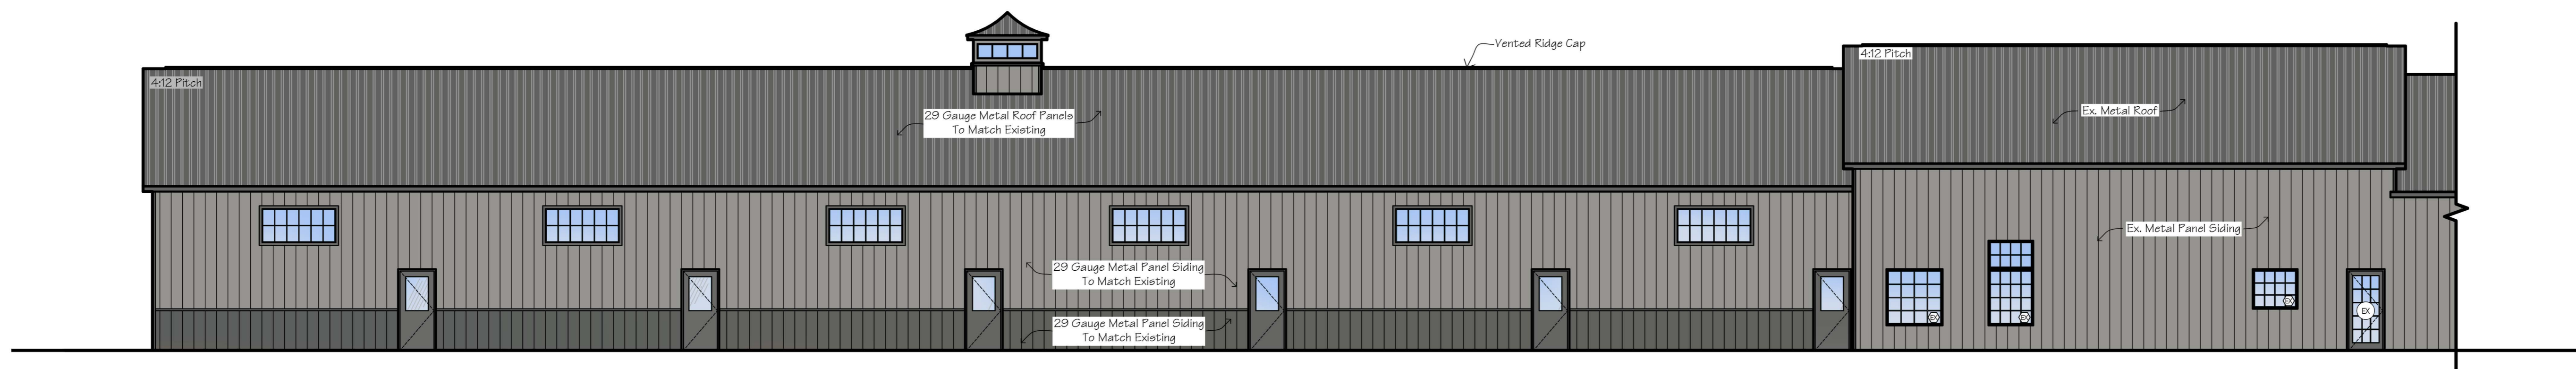 Vented Ridge Cap
4:12 Pitch
4:12 Pitch
29 Gauge Metal Roof Panels
To Match Existing
Ex. Metal Roof
Ex. Metal Panel Siding
29 Gauge Metal Panel Siding
To Match Existing
29 Gauge Metal Panel Siding
To Match Existing
EX
EX
EX
EX